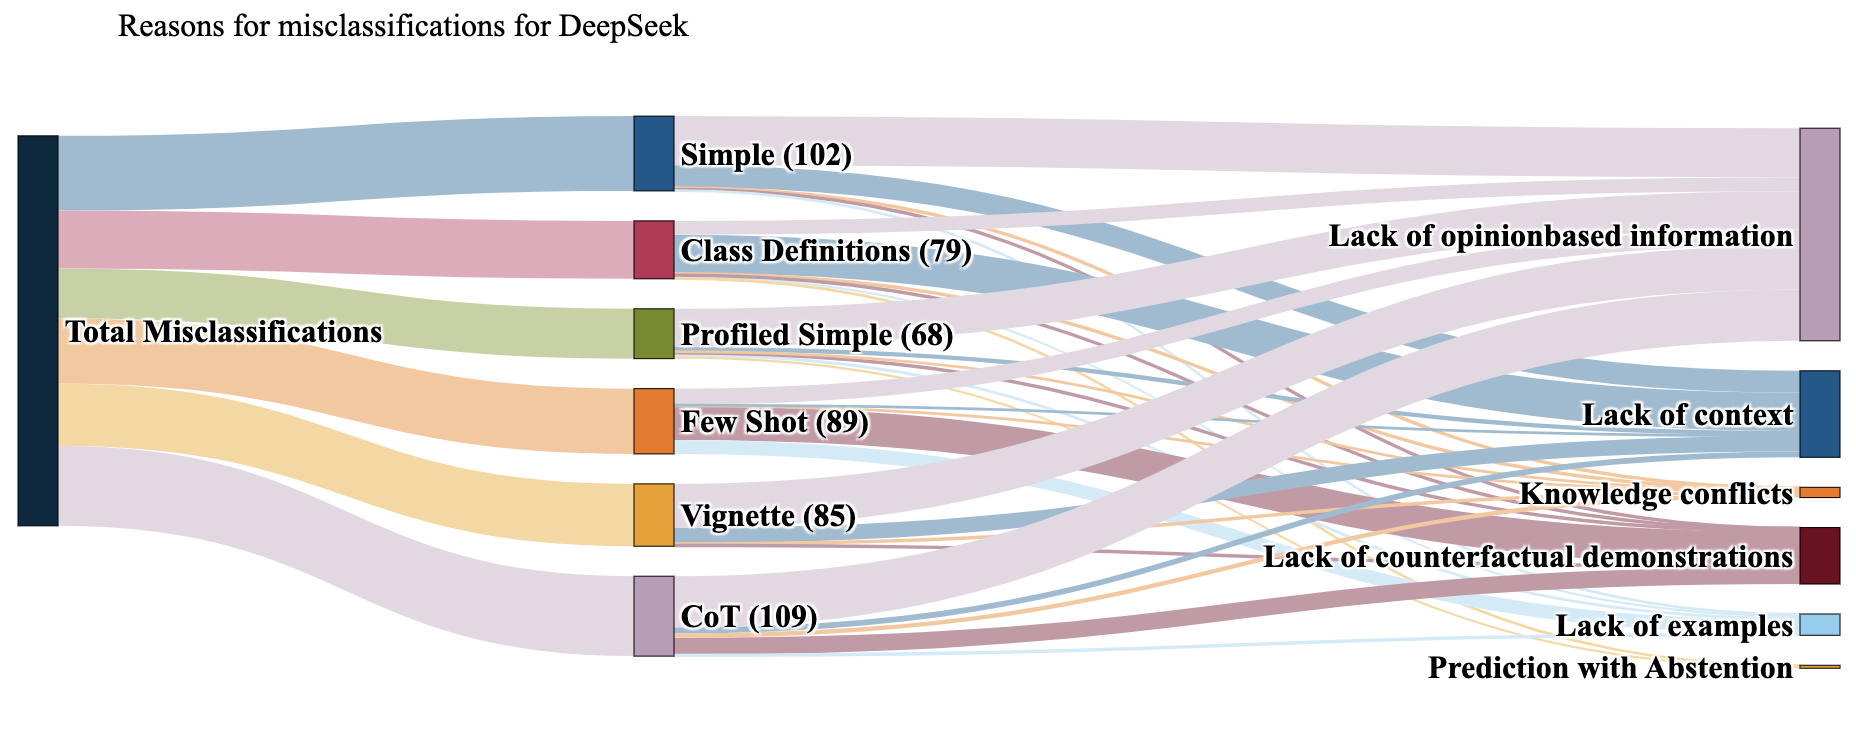 Reasons for misclassifications for DeepSeek
Total Misclassifications
Simple (102)
Class Definitions (79)
Profiled Simple (68)
Few Shot (89)
Vignette (85)
CoT (109)
Lack of opinionbased information
Lack of context
Knowledge conflicts
Lack of counterfactual demonstrations
Lack of examples
Prediction with Abstention